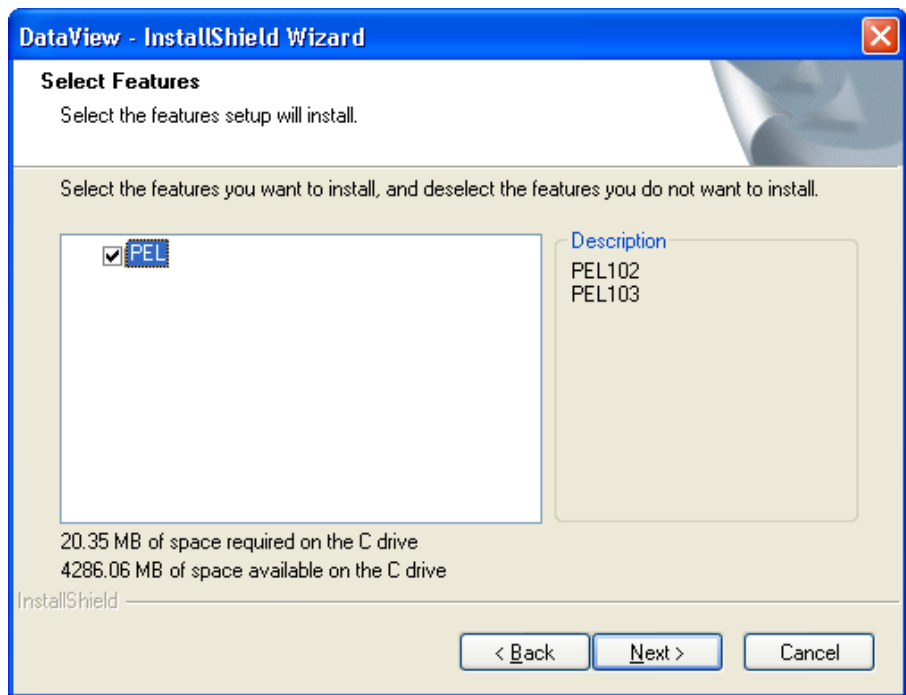 DataView - InstallShield Wizard
Select Features
Select the features setup will install.
Select the features you want to install, and deselect the features you do not want to install.
PEL
Description
PEL102
PEL103
20.35 MB of space required on the C drive
4286.06 MB of space available on the C drive
InstallShield
< Back
Next >
Cancel